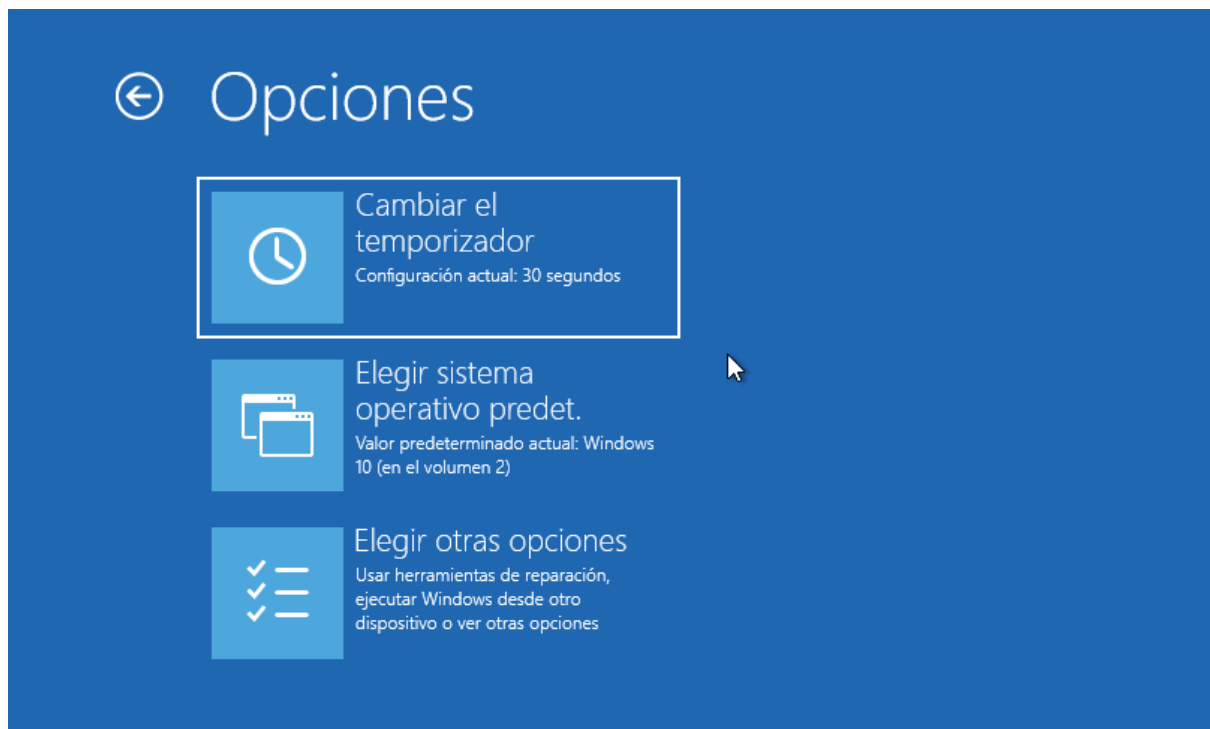 Opciones
Cambiar el
temporizador
Configuración actual: 30 segundos
Elegir sistema
operativo predet.
Valor predeterminado actual: Windows
10 (en el volumen 2)
Elegir otras opciones
Usar herramientas de reparación,
ejecutar Windows desde otro
dispositivo o ver otras opciones